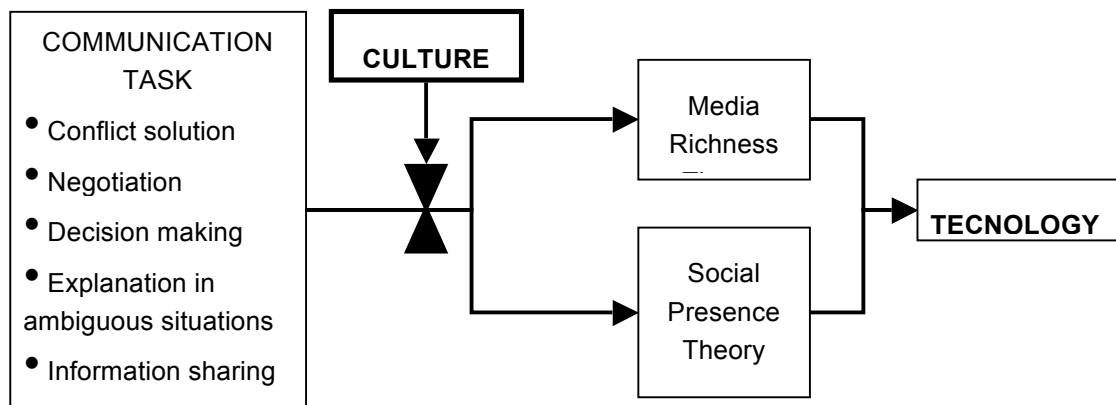 COMMUNICATION
TASK
• Conflict solution
• Negotiation
• Decision making
• Explanation in
ambiguous situations
• Information sharing
CULTURE
Media
Richness
Social
Presence
Theory
TECNOLOGY